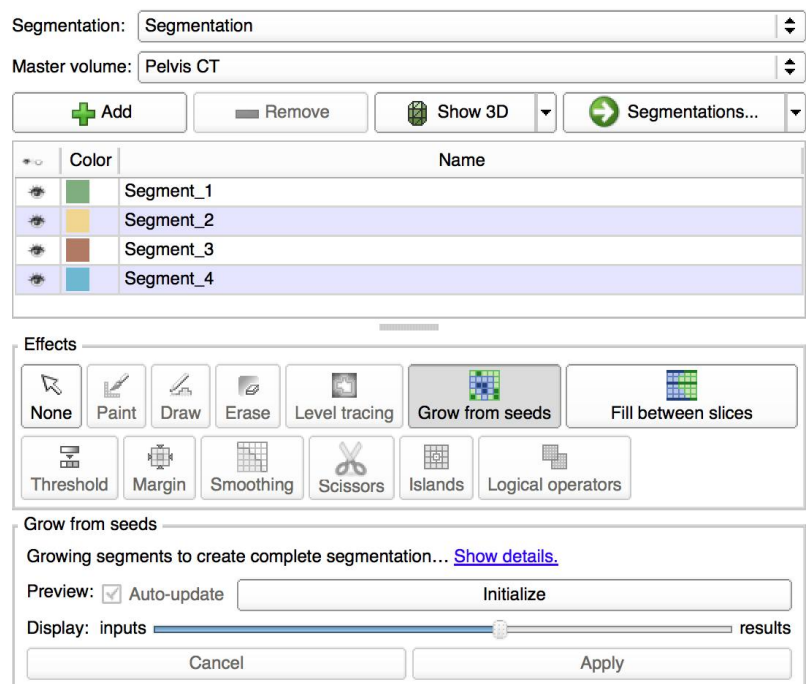 Segmentation: Segmentation
Master volume: Pelvis CT
Add Remove Show 3D Segmentations...
Color Name
Segment_1
Segment_2
Segment_3
Segment_4
Effects
None Paint Draw Erase Level tracing Grow from seeds Fill between slices
Threshold Margin Smoothing Scissors Islands Logical operators
Grow from seeds
Growing segments to create complete segmentation… Show details.
Preview: Auto-update Initialize
Display: inputs results
Cancel Apply